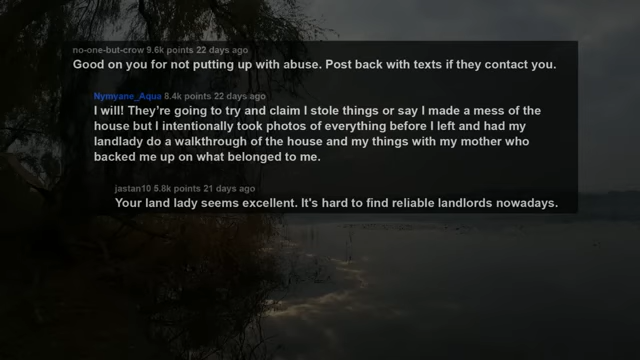 no-one-but-crow 9.6k points 22 days ago
Good on you for not putting up with abuse. Post back with texts if they contact you.
Nymyane_Aqua 8.4k points 22 days ago
I will! They're going to try and claim I stole things or say I made a mess of the
house but I intentionally took photos of everything before I left and had my
landlady do a walkthrough of the house and my things with my mother who
backed me up on what belonged to me.
jastan10 5.8k points 21 days ago
Your land lady seems excellent. It's hard to find reliable landlords nowadays.